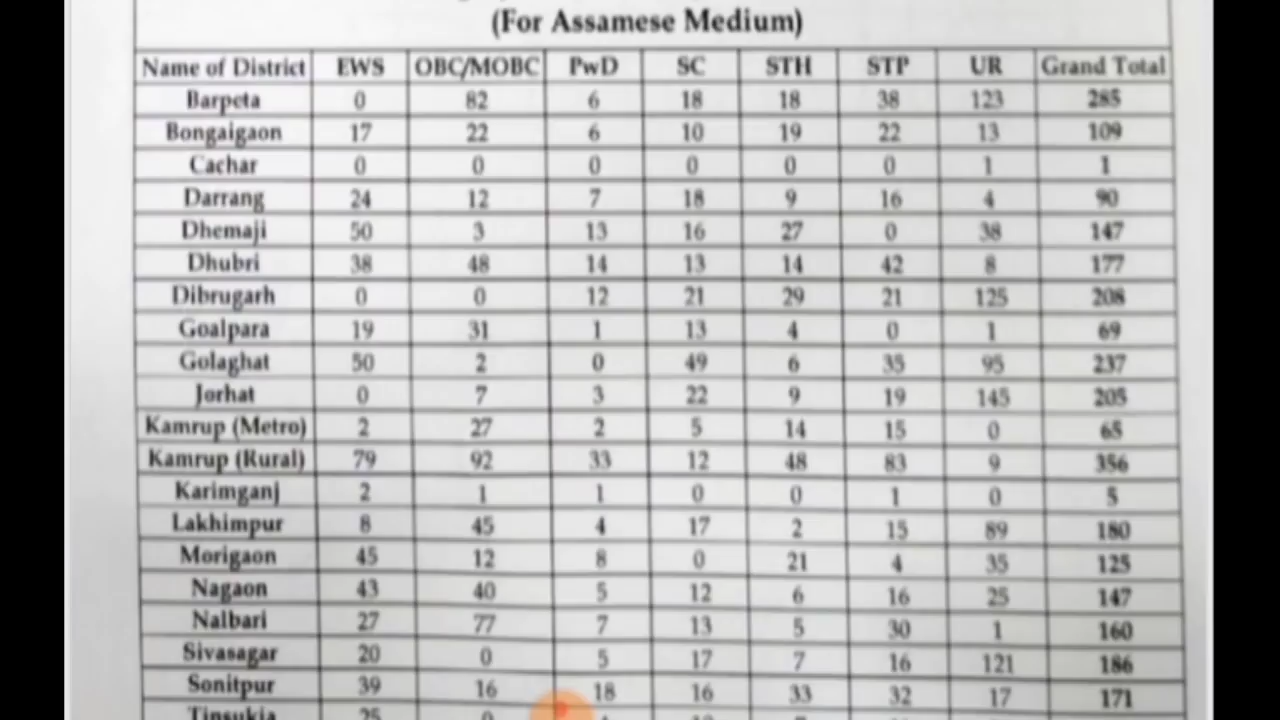 (For Assamese Medium)
Name of District EWS OBC/MOBC PwD SC STH STP UR Grand Total
Barpeta 0 82 6 18 18 38 123 285
Bongaigaon 17 22 6 10 19 22 13 109
Cachar 0 0 0 0 0 0 1 1
Darrang 24 12 7 18 9 16 4 90
Dhemaji 50 3 13 16 27 0 38 147
Dhubri 38 48 14 13 14 42 8 177
Dibrugarh 0 0 12 21 29 21 125 208
Goalpara 19 31 1 13 4 0 1 69
Golaghat 50 2 0 49 6 35 95 237
Jorhat 0 7 3 22 9 19 145 205
Kamrup (Metro) 2 27 2 5 14 15 0 65
Kamrup (Rural) 79 92 33 12 48 83 9 356
Karimganj 2 1 1 0 0 1 0 5
Lakhimpur 8 45 4 17 2 15 89 180
Morigaon 45 12 8 0 21 4 35 125
Nagaon 43 40 5 12 6 16 25 147
Nalbari 27 77 7 13 5 30 1 160
Sivasagar 20 0 5 17 7 16 121 186
Sonitpur 39 16 18 16 33 32 17 171
Tinsukia 25 0